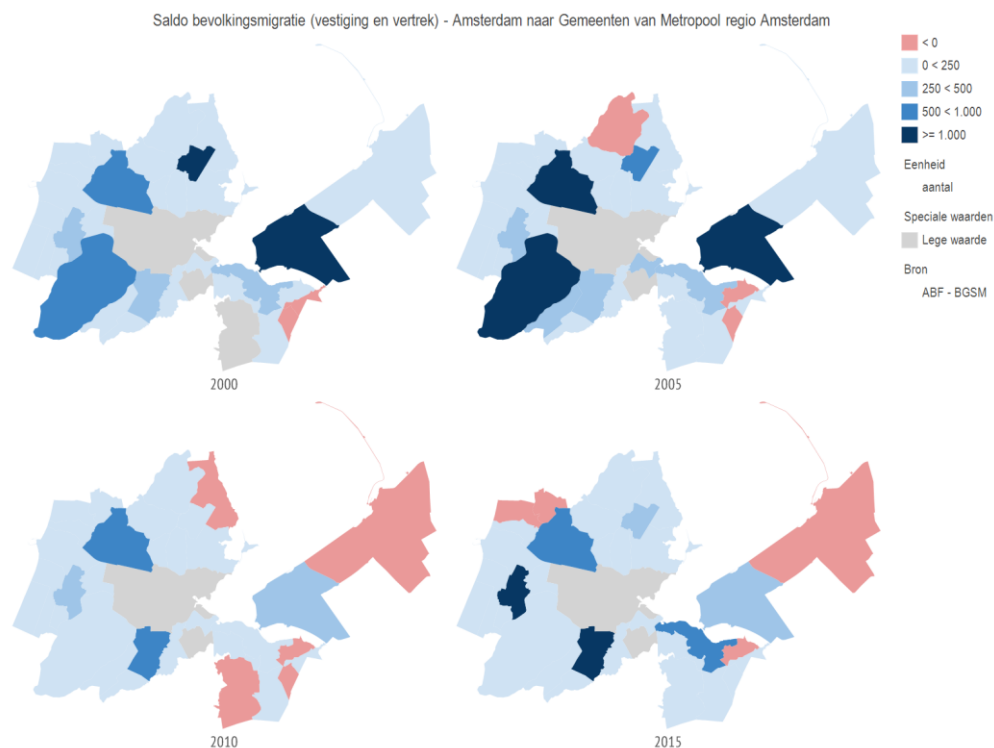 Saldo bevolkingsmigratie (vestiging en vertrek) - Amsterdam naar Gemeenten van Metropool regio Amsterdam
< 0
0 < 250
250 < 500
500 < 1.000
>= 1.000
Eenheid
aantal
Speciale waarden
Lege waarde
Bron
ABF - BGSM
2000
2005
2010
2015